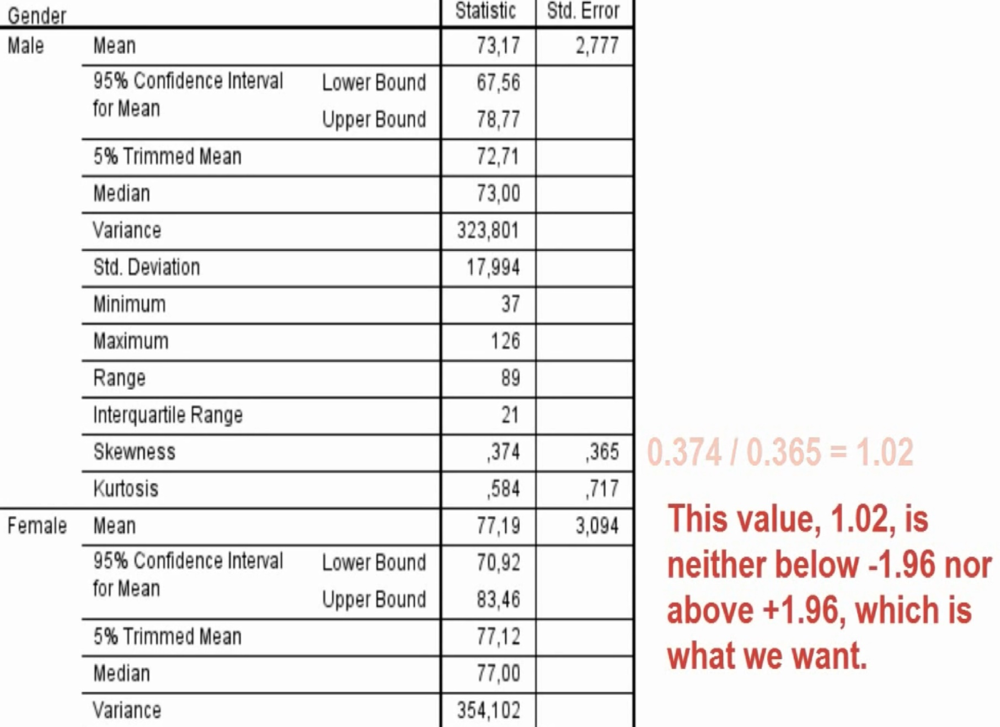 Gender Statistic Std. Error
Male Mean 73,17 2,777
95% Confidence Interval for Mean Lower Bound 67,56
Upper Bound 78,77
5% Trimmed Mean 72,71
Median 73,00
Variance 323,801
Std. Deviation 17,994
Minimum 37
Maximum 126
Range 89
Interquartile Range 21
Skewness ,374 ,365 0.374 / 0.365 = 1.02
Kurtosis ,584 ,717
Female Mean 77,19 3,094
95% Confidence Interval for Mean Lower Bound 70,92
Upper Bound 83,46
5% Trimmed Mean 77,12
Median 77,00
Variance 354,102
This value, 1.02, is
neither below -1.96 nor
above +1.96, which is
what we want.